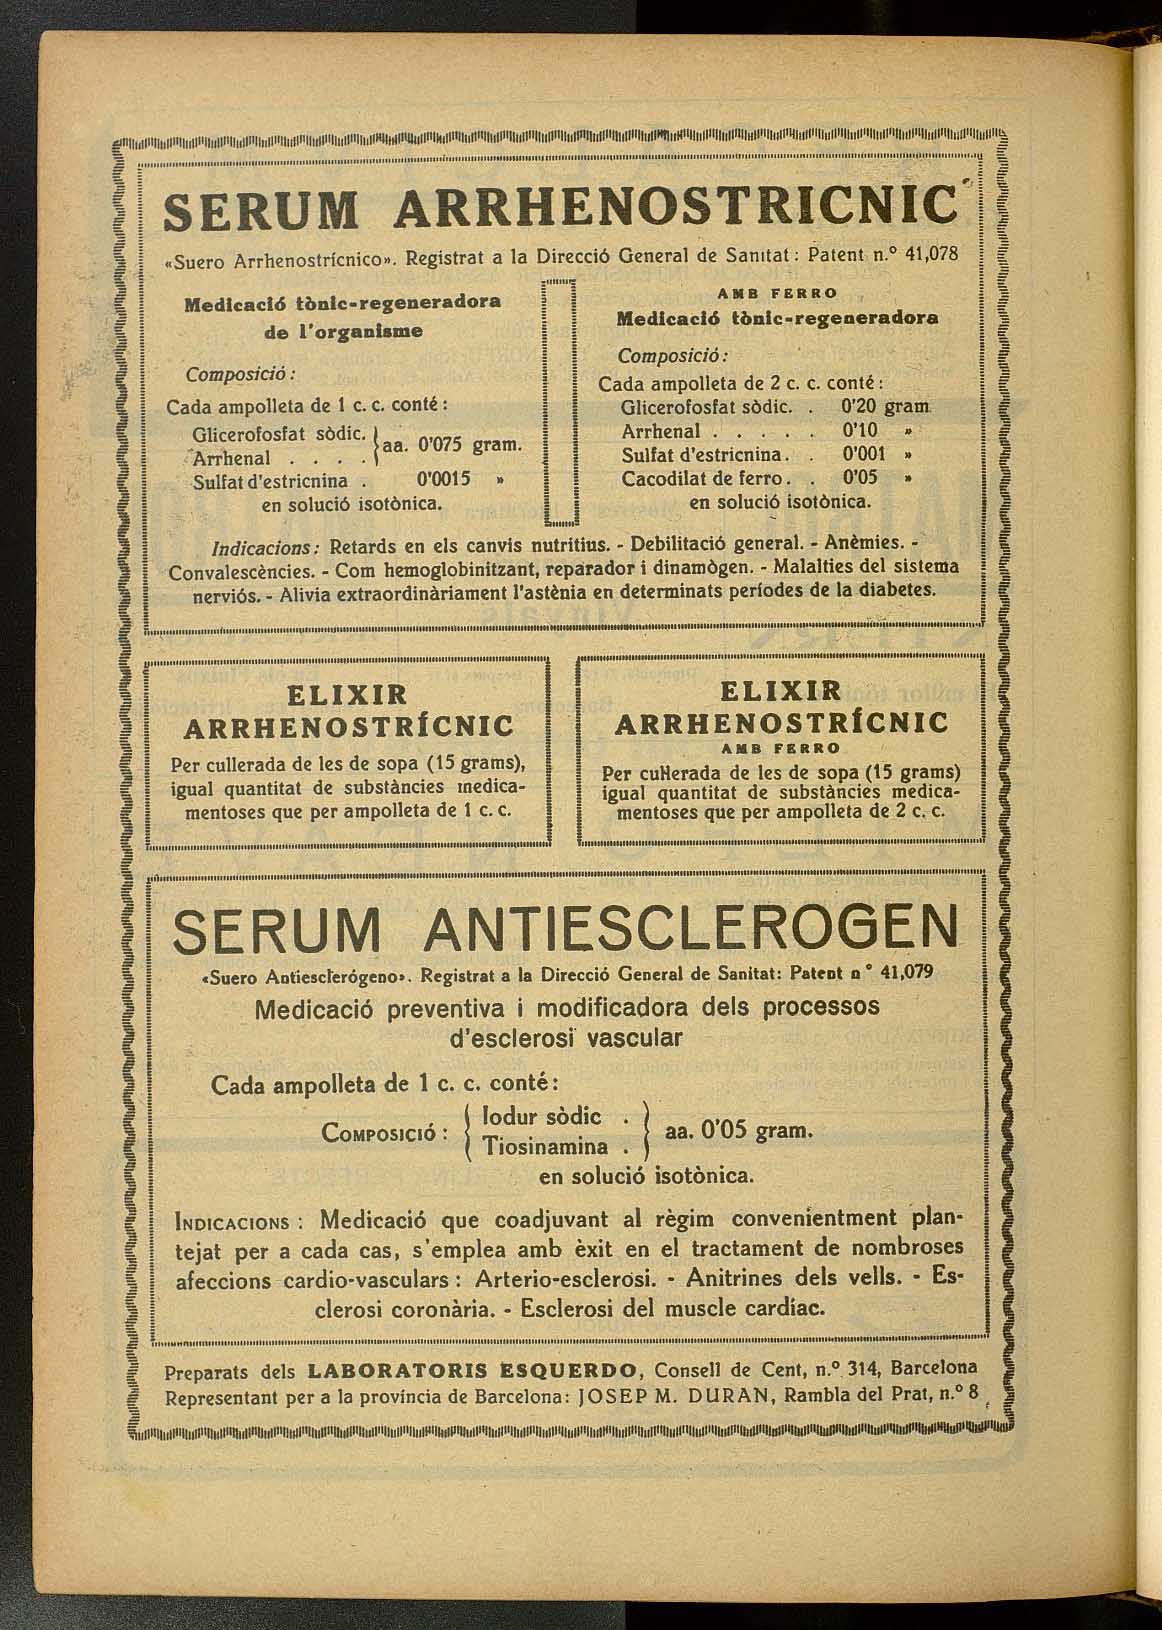 SERUM ARRHENOSTRICNIC
«Suero Arrhenostrícnico». Registrat a la Direcció General de Sanitat: Patent n.º 41,078
Medicació tònic-regeneradora
de l'organisme
Composició:
Cada ampolleta de 1 c. c. conté:
Glicerofosfat sòdic. } aa. 0'075 gram.
Arrhenal . . . .
Sulfat d'estricnina . 0'0015 »
en solució isotònica.
AMB FERRO
Medicació tònic-regeneradora
Composició:
Cada ampolleta de 2 c. c. conté:
Glicerofosfat sòdic. . 0'20 gram
Arrhenal . . . . . 0'10 »
Sulfat d'estricnina. . 0'001 »
Cacodilat de ferro. . 0'05 »
en solució isotònica.
Indicacions: Retards en els canvis nutritius. - Debilitació general. - Anèmies. -
Convalescències. - Com hemoglobinitzant, reparador i dinamògen. - Malalties del sistema
nerviós. - Alivia extraordinàriament l'astènia en determinats períodes de la diabetes.
ELIXIR
ARRHENOSTRÍCNIC
Per cullerada de les de sopa (15 grams),
igual quantitat de substàncies medica-
mentoses que per ampolleta de 1 c. c.
ELIXIR
ARRHENOSTRÍCNIC
AMB FERRO
Per cullerada de les de sopa (15 grams)
igual quantitat de substàncies medica-
mentoses que per ampolleta de 2 c. c.
SERUM ANTIESCLEROGEN
«Suero Antiesclerógeno». Registrat a la Direcció General de Sanitat: Patent n º 41,079
Medicació preventiva i modificadora dels processos
d'esclerosi vascular
Cada ampolleta de 1 c. c. conté:
COMPOSICIÓ: { Iodur sòdic . } aa. 0'05 gram.
Tiosinamina .
en solució isotònica.
INDICACIONS: Medicació que coadjuvant al règim convenientment plan-
tejat per a cada cas, s'emplea amb èxit en el tractament de nombroses
afeccions cardio-vasculars: Arterio-esclerosi. - Anitrines dels vells. - Es-
clerosi coronària. - Esclerosi del muscle cardíac.
Preparats dels LABORATORIS ESQUERDO, Consell de Cent, n.º 314, Barcelona
Representant per a la província de Barcelona: JOSEP M. DURAN, Rambla del Prat, n.º 8